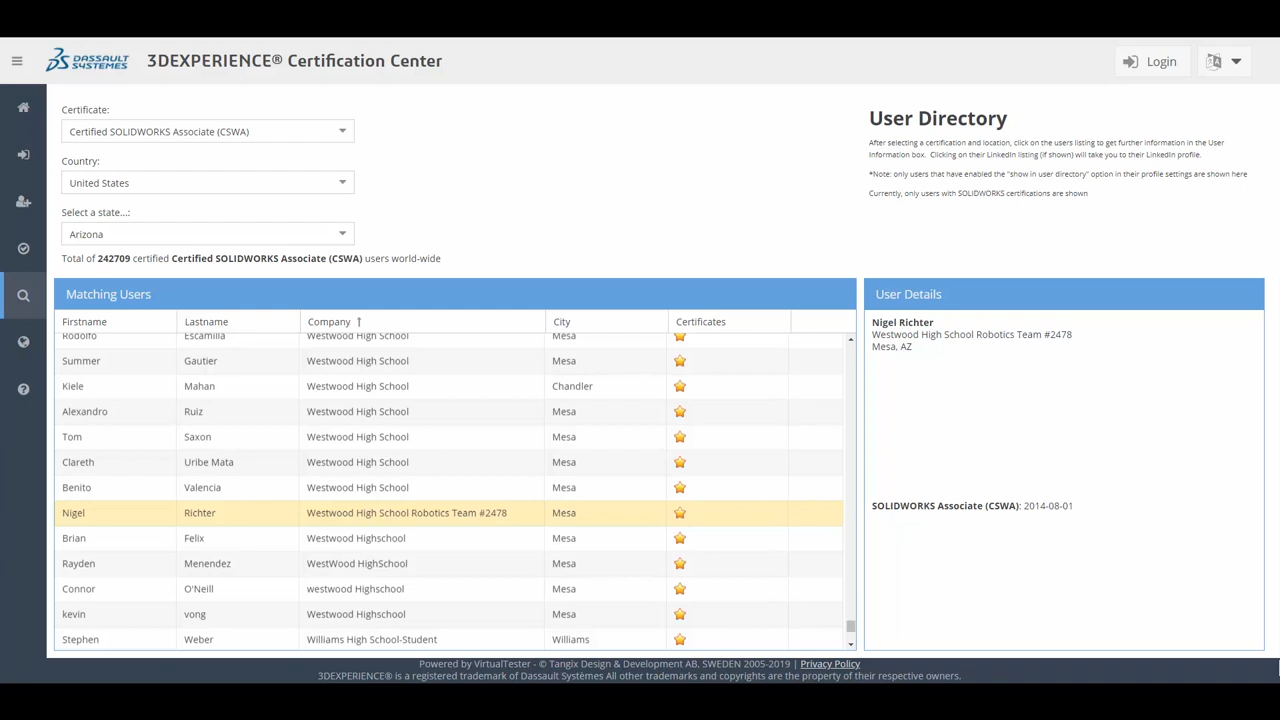 DASSAULT SYSTEMES
3DEXPERIENCE® Certification Center
Login
Certificate:
Certified SOLIDWORKS Associate (CSWA)
Country:
United States
Select a state...:
Arizona
Total of 242709 certified Certified SOLIDWORKS Associate (CSWA) users world-wide
User Directory
After selecting a certification and location, click on the users listing to get further information in the User
Information box. Clicking on their LinkedIn listing (if shown) will take you to their LinkedIn profile.
*Note: only users that have enabled the "show in user directory" option in their profile settings are shown here
Currently, only users with SOLIDWORKS certifications are shown
Matching Users
Firstname Lastname Company City Certificates
Rodolfo Escamilla Westwood High School Mesa
Summer Gautier Westwood High School Mesa
Kiele Mahan Westwood High School Chandler
Alexandro Ruiz Westwood High School Mesa
Tom Saxon Westwood High School Mesa
Clareth Uribe Mata Westwood High School Mesa
Benito Valencia Westwood High School Mesa
Nigel Richter Westwood High School Robotics Team #2478 Mesa
Brian Felix Westwood Highschool Mesa
Rayden Menendez WestWood HighSchool Mesa
Connor O'Neill westwood Highschool Mesa
kevin vong Westwood Highschool Mesa
Stephen Weber Williams High School-Student Williams
User Details
Nigel Richter
Westwood High School Robotics Team #2478
Mesa, AZ
SOLIDWORKS Associate (CSWA): 2014-08-01
Powered by VirtualTester - © Tangix Design & Development AB, SWEDEN 2005-2019 | Privacy Policy
3DEXPERIENCE® is a registered trademark of Dassault Systèmes All other trademarks and copyrights are the property of their respective owners.